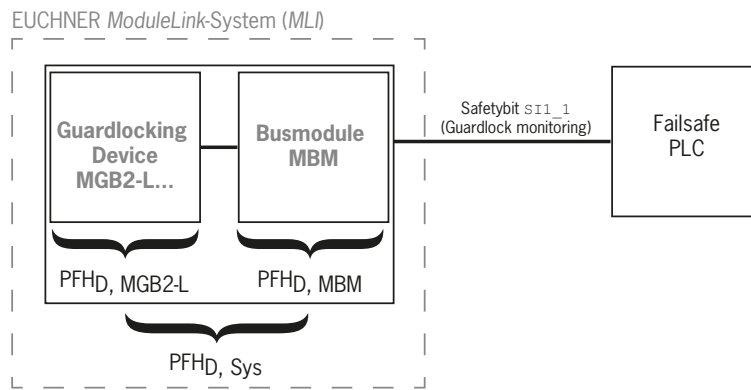 EUCHNER ModuleLink-System (MLI)
Guardlocking
Device
MGB2-L...
Busmodule
MBM
Safetybit SI1_1
(Guardlock monitoring)
Failsafe
PLC
PFHD, MGB2-L
PFHD, MBM
PFHD, Sys